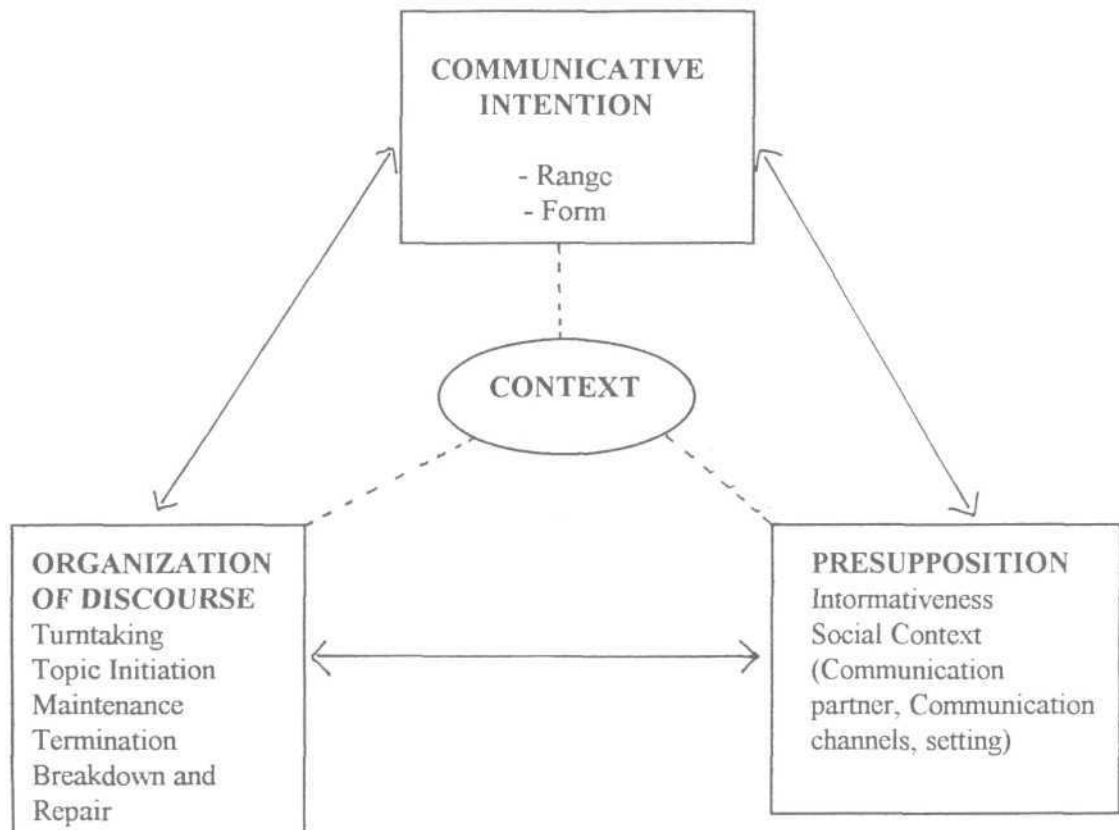 COMMUNICATIVE
INTENTION
- Range
- Form
CONTEXT
ORGANIZATION
OF DISCOURSE
Turntaking
Topic Initiation
Maintenance
Termination
Breakdown and
Repair
PRESUPPOSITION
Informativeness
Social Context
(Communication
partner, Communication
channels, setting)